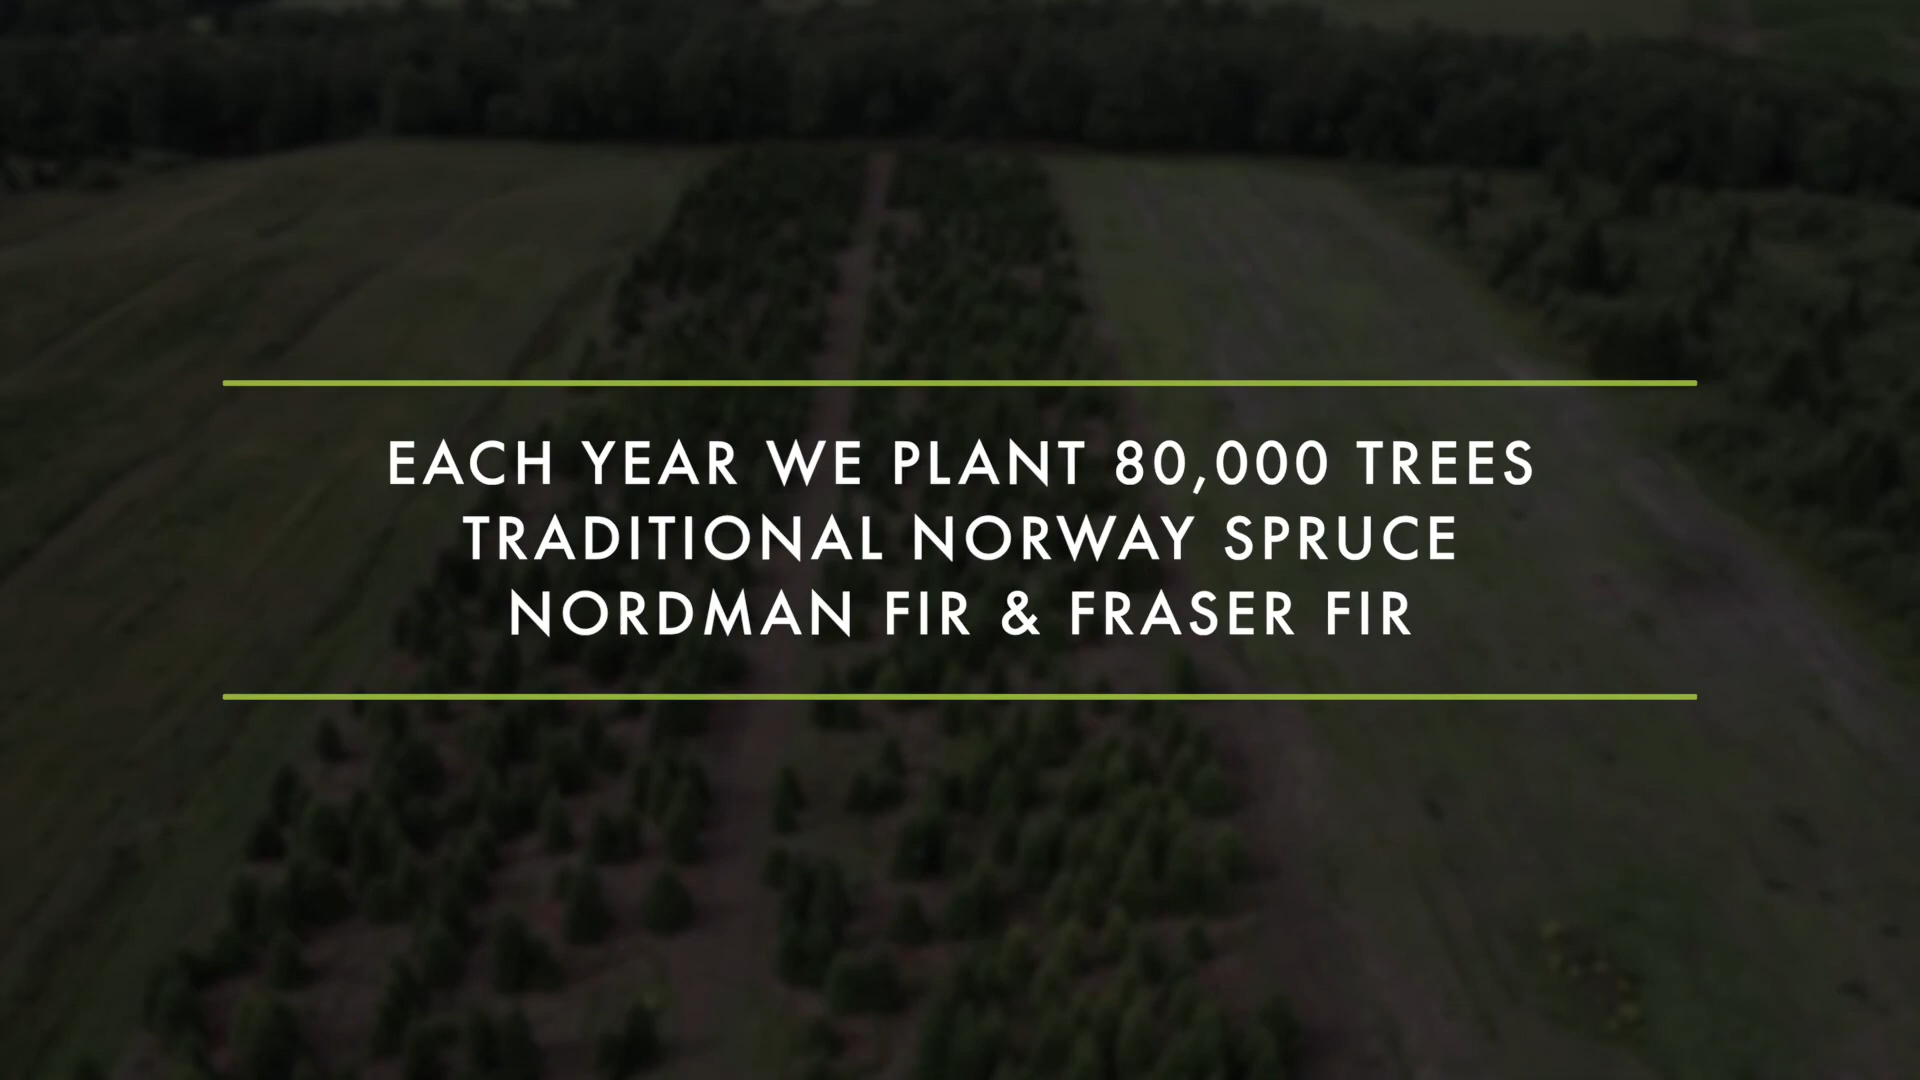 EACH YEAR WE PLANT 80,000 TREES
TRADITIONAL NORWAY SPRUCE
NORDMAN FIR & FRASER FIR